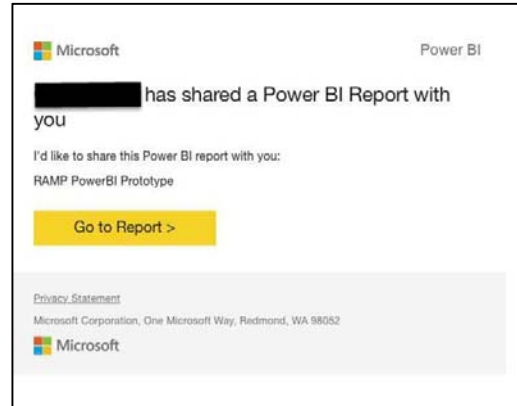 Microsoft Power BI
has shared a Power BI Report with
you
I'd like to share this Power BI report with you:
RAMP PowerBI Prototype
Go to Report >
Privacy Statement
Microsoft Corporation, One Microsoft Way, Redmond, WA 98052
Microsoft